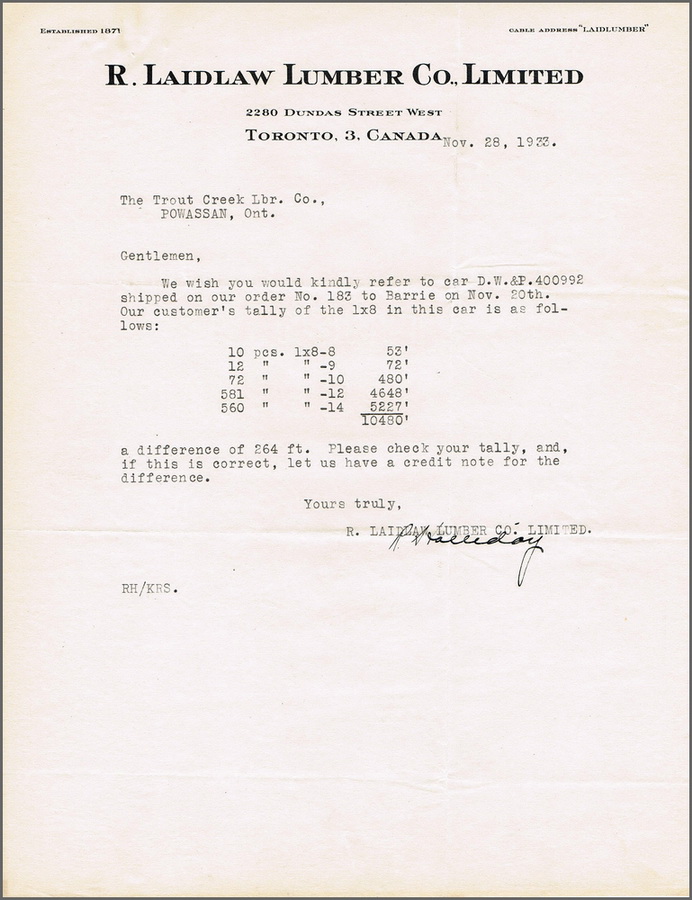 ESTABLISHED 1871
CABLE ADDRESS "LAIDLUMBER"
R. LAIDLAW LUMBER CO., LIMITED
2280 DUNDAS STREET WEST
TORONTO, 3, CANADA
Nov. 28, 1933.
The Trout Creek Lbr. Co.,
POWASSAN, Ont.
Gentlemen,
We wish you would kindly refer to car D.W.&P.400992
shipped on our order No. 183 to Barrie on Nov. 20th.
Our customer's tally of the 1x8 in this car is as fol-
lows:
10 pcs. 1x8-8 53'
12 " " -9 72'
72 " " -10 480'
581 " " -12 4648'
560 " " -14 5227'
10480'
a difference of 264 ft. Please check your tally, and,
if this is correct, let us have a credit note for the
difference.
Yours truly,
R. LAIDLAW LUMBER CO. LIMITED.
R Halliday
RH/KRS.